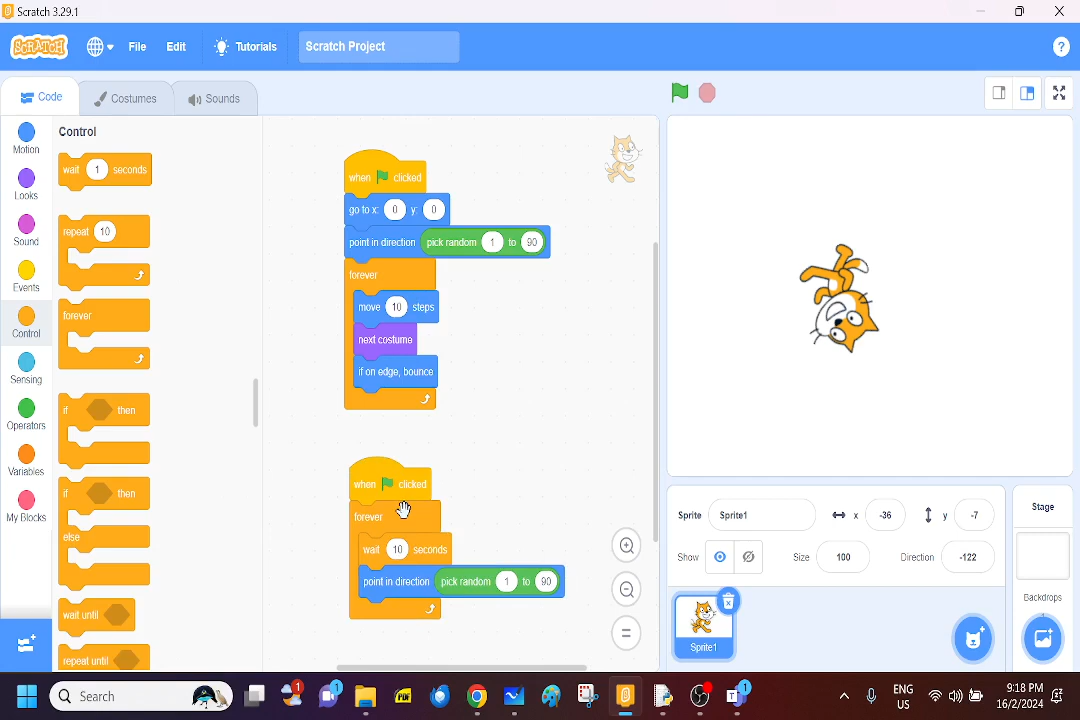 Scratch 3.29.1
SCRATCH
File
Edit
Tutorials
Scratch Project
?
Code
Costumes
Sounds
Motion
Looks
Sound
Events
Control
Sensing
Operators
Variables
My Blocks
Control
wait 1 seconds
repeat 10
forever
if then
if then
else
wait until
repeat until
when clicked
go to x: 0 y: 0
point in direction pick random 1 to 90
forever
move 10 steps
next costume
if on edge, bounce
when clicked
forever
wait 10 seconds
point in direction pick random 1 to 90
Sprite Sprite1 x -36 y -7
Show Size 100 Direction -122
Sprite1
Stage
Backdrops
Search
1
1
PDF
1
ENG
US
9:18 PM
16/2/2024